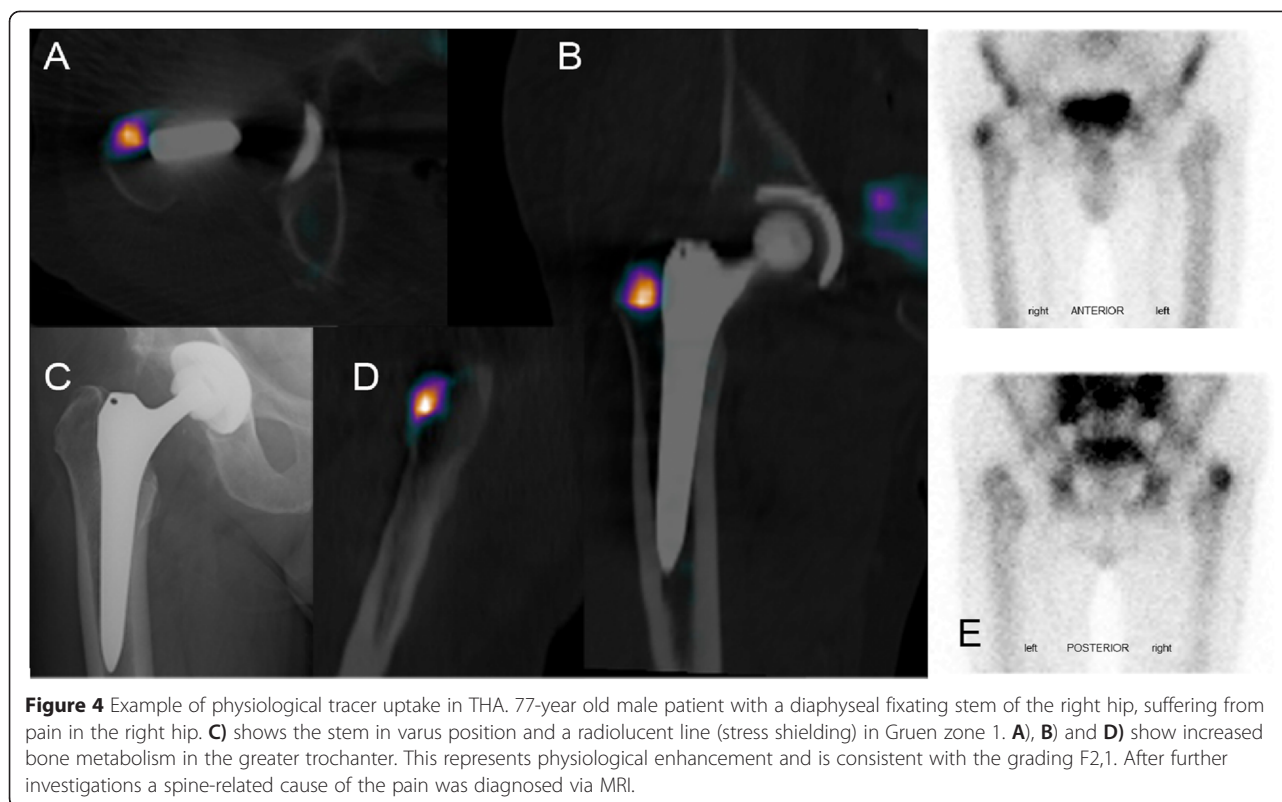 A
B
C
D
right ANTERIOR left
left POSTERIOR right
E
Figure 4 Example of physiological tracer uptake in THA. 77-year old male patient with a diaphyseal fixating stem of the right hip, suffering from
pain in the right hip. C) shows the stem in varus position and a radiolucent line (stress shielding) in Gruen zone 1. A), B) and D) show increased
bone metabolism in the greater trochanter. This represents physiological enhancement and is consistent with the grading F2,1. After further
investigations a spine-related cause of the pain was diagnosed via MRI.